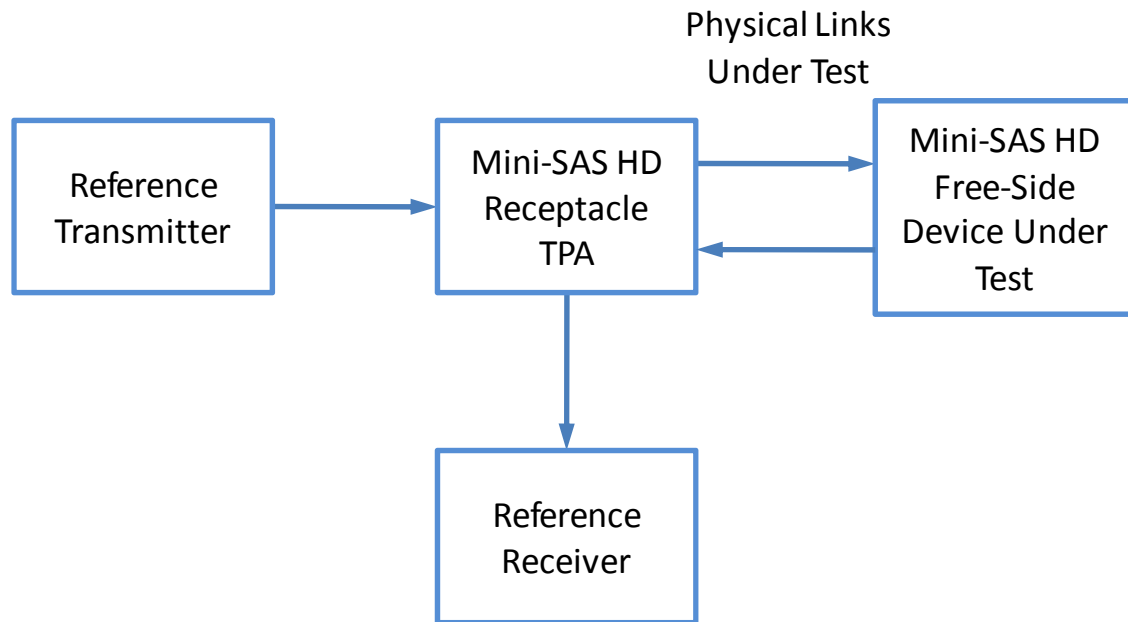 Physical Links
Under Test
Reference
Transmitter
Mini-SAS HD
Receptacle
TPA
Mini-SAS HD
Free-Side
Device Under
Test
Reference
Receiver